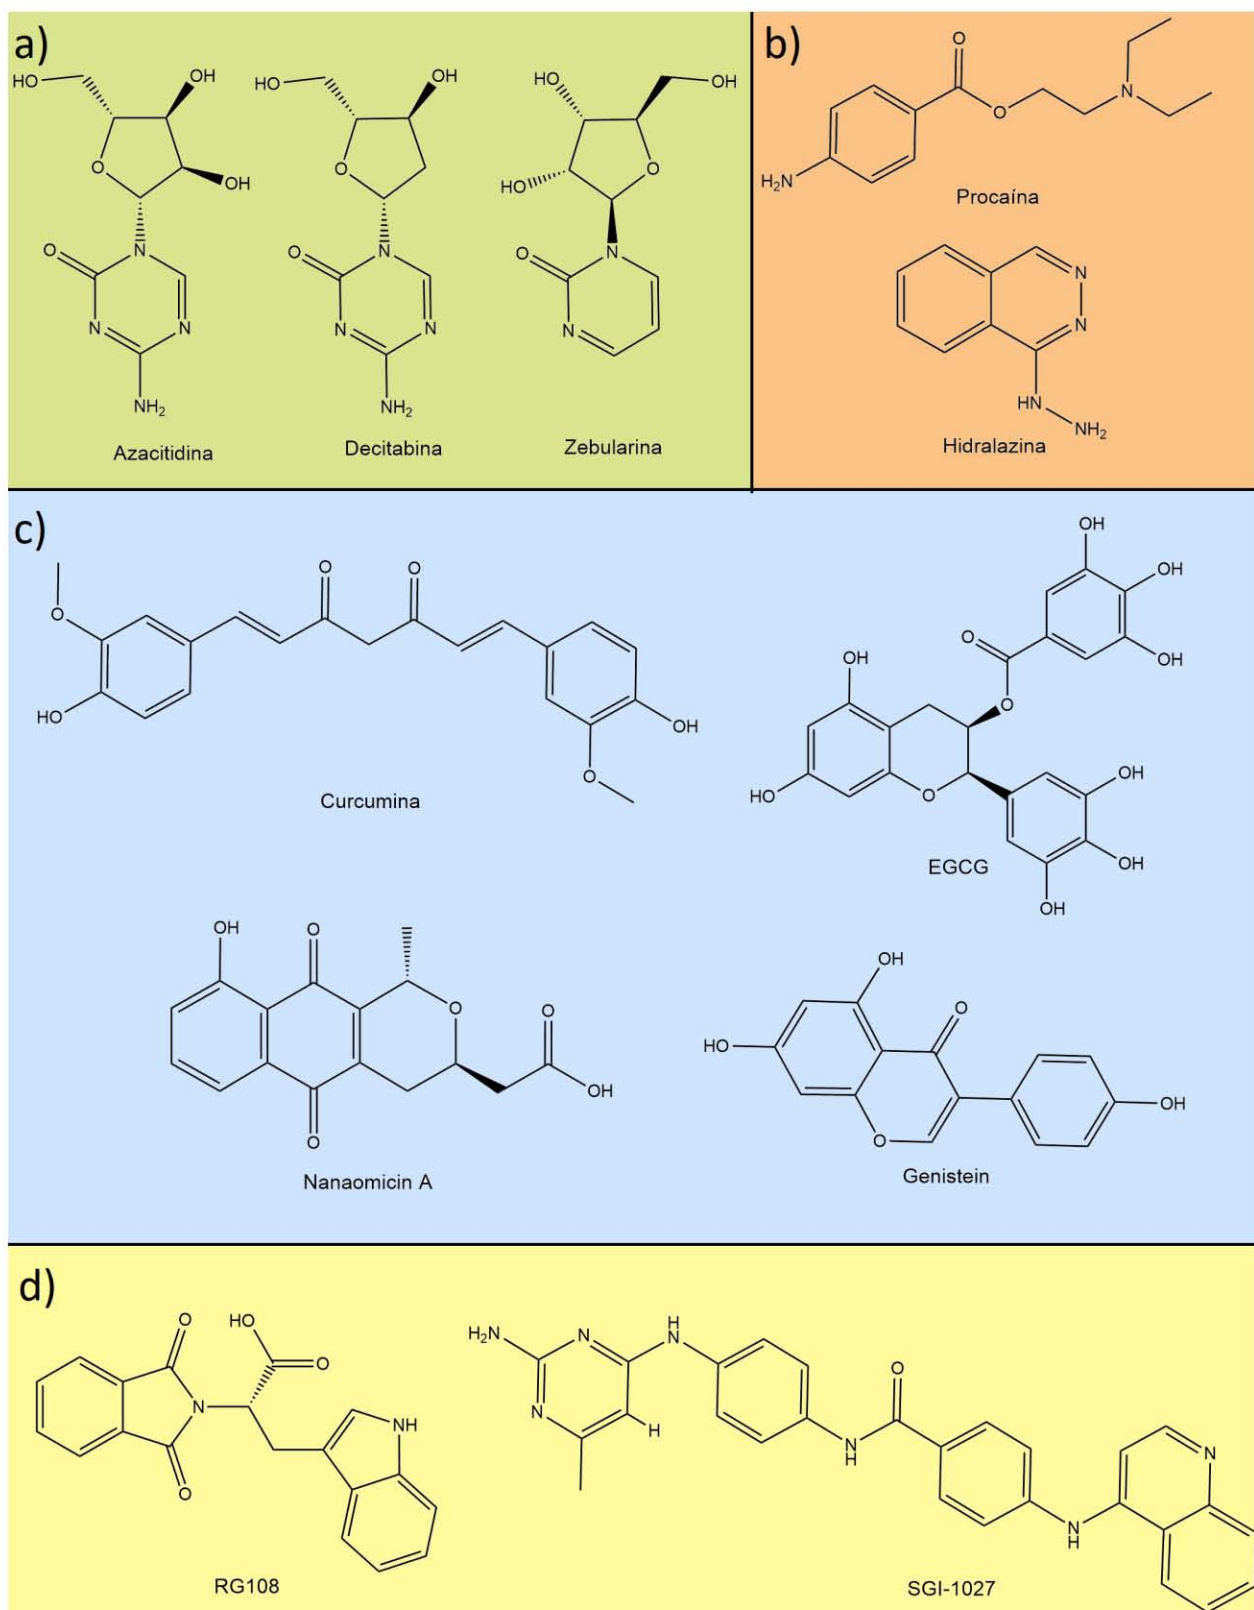 a)
HO
OH
O
OH
O
N
N
N
NH₂
Azacitidina
HO
OH
O
O
N
N
N
NH₂
Decitabina
HO
OH
HO
O
O
N
N
Zebularina
b)
O
O
N
H₂N
Procaína
N
N
HN
NH₂
Hidralazina
c)
O
O
O
HO
OH
O
Curcumina
OH
OH
OH
O
O
OH
HO
O
OH
OH
OH
EGCG
OH
O
O
O
OH
O
Nanaomicin A
OH
O
HO
OH
O
Genistein
d)
O
HO
O
N
NH
O
RG108
H₂N
N
H
N
N
H
O
N
H
N
N
H
SGI-1027